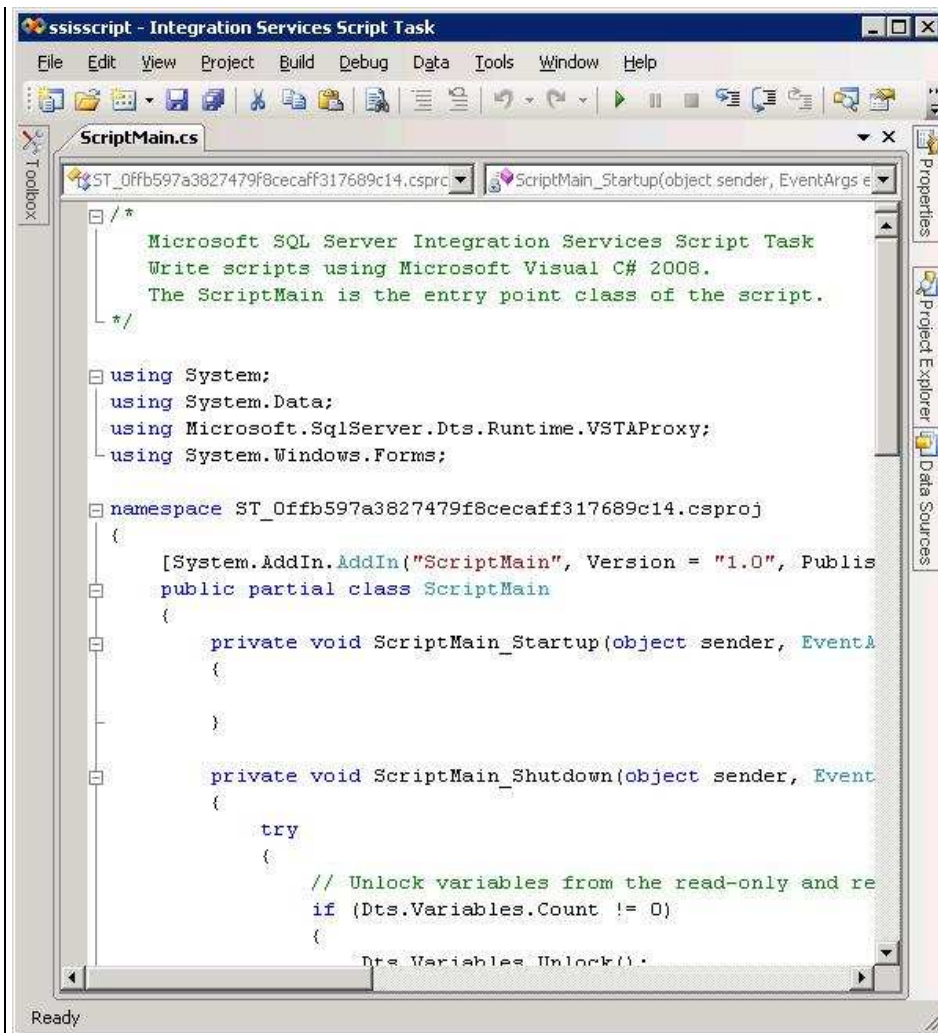 ssisscript - Integration Services Script Task
File Edit View Project Build Debug Data Tools Window Help
ScriptMain.cs
Toolbox
ST_0ffb597a3827479f8cecaff317689c14.csprc
ScriptMain_Startup(object sender, EventArgs e
Properties
Project Explorer
Data Sources
/*
Microsoft SQL Server Integration Services Script Task
Write scripts using Microsoft Visual C# 2008.
The ScriptMain is the entry point class of the script.
*/
using System;
using System.Data;
using Microsoft.SqlServer.Dts.Runtime.VSTAProxy;
using System.Windows.Forms;
namespace ST_0ffb597a3827479f8cecaff317689c14.csproj
{
[System.AddIn.AddIn("ScriptMain", Version = "1.0", Publis
public partial class ScriptMain
{
private void ScriptMain_Startup(object sender, EventA
{
}
private void ScriptMain_Shutdown(object sender, Event
{
try
{
// Unlock variables from the read-only and re
if (Dts.Variables.Count != 0)
{
Dts.Variables.Unlock();
Ready